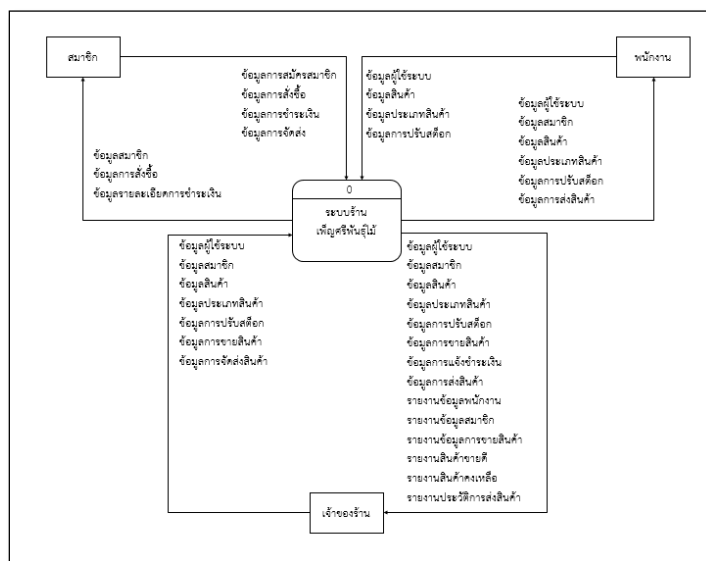 สมาชิก
พนักงาน
ข้อมูลการสมัครสมาชิก
ข้อมูลการสั่งซื้อ
ข้อมูลการชำระเงิน
ข้อมูลการจัดส่ง
ข้อมูลผู้ใช้ระบบ
ข้อมูลสินค้า
ข้อมูลประเภทสินค้า
ข้อมูลการปรับสต็อก
ข้อมูลผู้ใช้ระบบ
ข้อมูลสมาชิก
ข้อมูลสินค้า
ข้อมูลประเภทสินค้า
ข้อมูลการปรับสต็อก
ข้อมูลการส่งสินค้า
ข้อมูลสมาชิก
ข้อมูลการสั่งซื้อ
ข้อมูลรายละเอียดการชำระเงิน
0
ระบบร้าน
เพ็ญศรีพันธุ์ไม้
ข้อมูลผู้ใช้ระบบ
ข้อมูลสมาชิก
ข้อมูลสินค้า
ข้อมูลประเภทสินค้า
ข้อมูลการปรับสต็อก
ข้อมูลการขายสินค้า
ข้อมูลการจัดส่งสินค้า
ข้อมูลผู้ใช้ระบบ
ข้อมูลสมาชิก
ข้อมูลสินค้า
ข้อมูลประเภทสินค้า
ข้อมูลการปรับสต็อก
ข้อมูลการขายสินค้า
ข้อมูลการแจ้งชำระเงิน
ข้อมูลการส่งสินค้า
รายงานข้อมูลพนักงาน
รายงานข้อมูลสมาชิก
รายงานข้อมูลการขายสินค้า
รายงานสินค้าขายดี
รายงานสินค้าคงเหลือ
รายงานประวัติการส่งสินค้า
เจ้าของร้าน